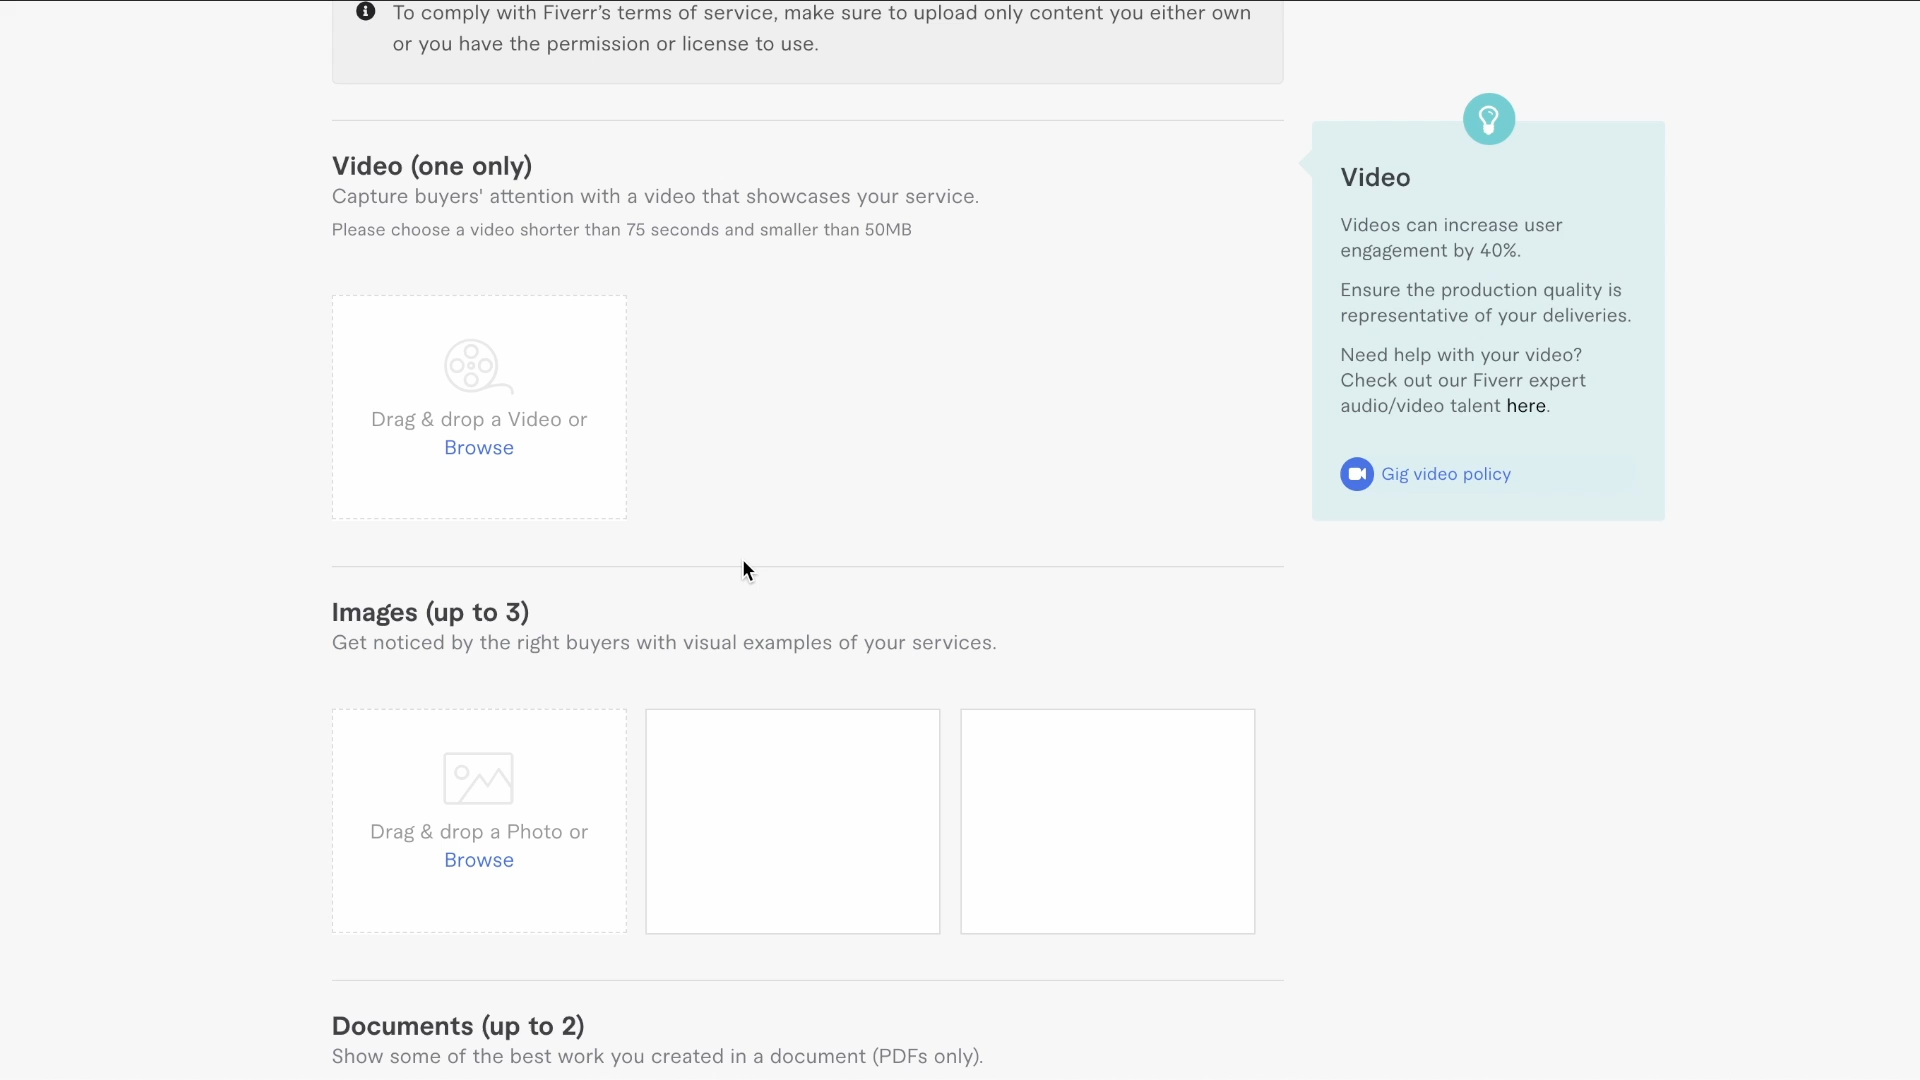 To comply with Fiverr’s terms of service, make sure to upload only content you either own
or you have the permission or license to use.
Video (one only)
Capture buyers' attention with a video that showcases your service.
Please choose a video shorter than 75 seconds and smaller than 50MB
Drag & drop a Video or
Browse
Video
Videos can increase user
engagement by 40%.
Ensure the production quality is
representative of your deliveries.
Need help with your video?
Check out our Fiverr expert
audio/video talent here.
Gig video policy
Images (up to 3)
Get noticed by the right buyers with visual examples of your services.
Drag & drop a Photo or
Browse
Documents (up to 2)
Show some of the best work you created in a document (PDFs only).